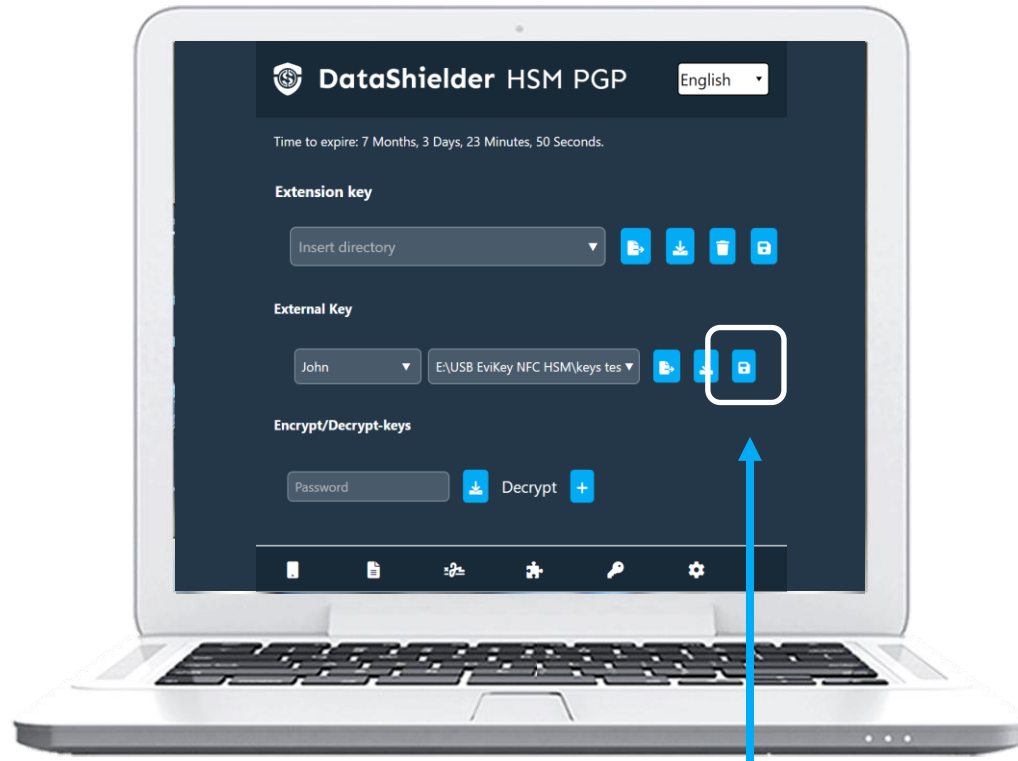 DataShielder HSM PGP
English
Time to expire: 7 Months, 3 Days, 23 Minutes, 50 Seconds.
Extension key
Insert directory
External Key
John
E:\USB EviKey NFC HSM\keys tes
Encrypt/Decrypt-keys
Password
Decrypt